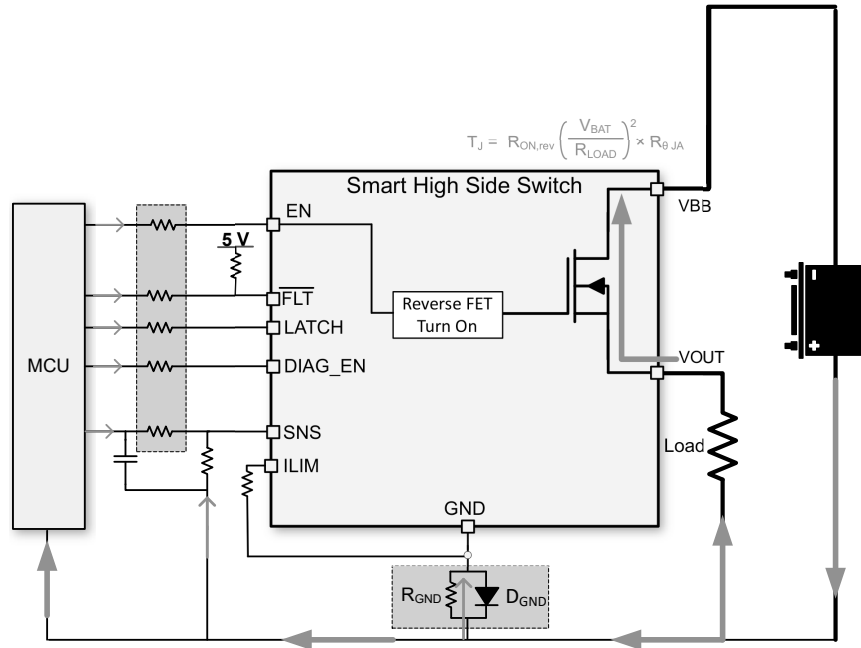 T_J = R_ON,rev (V_BAT / R_LOAD)^2 × R_θJA
Smart High Side Switch
VBB
EN
5 V
F̅L̅T̅
Reverse FET
Turn On
LATCH
MCU
DIAG_EN
VOUT
-
+
SNS
Load
ILIM
GND
R_GND
D_GND